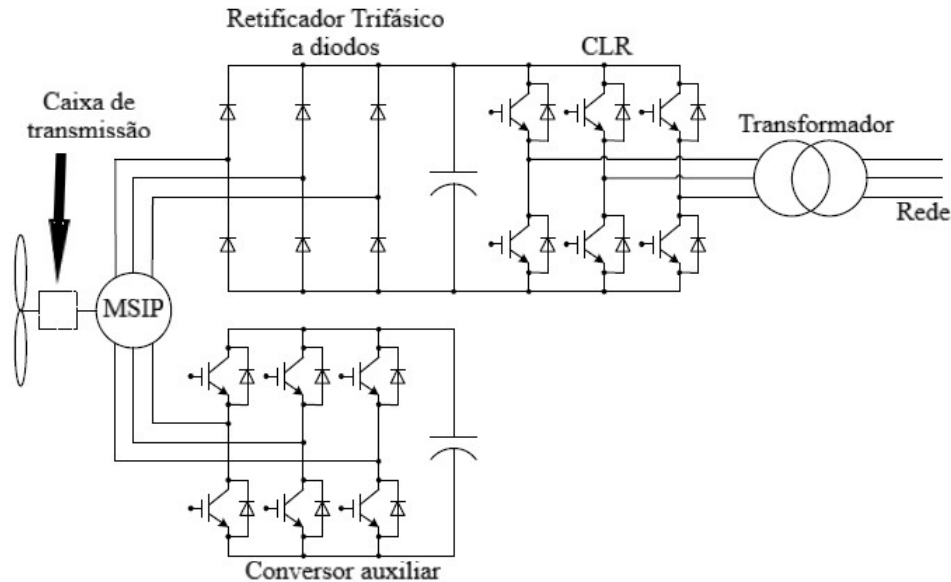 Retificador Trifásico
a diodos
CLR
Caixa de
transmissão
Transformador
Rede
MSIP
Conversor auxiliar